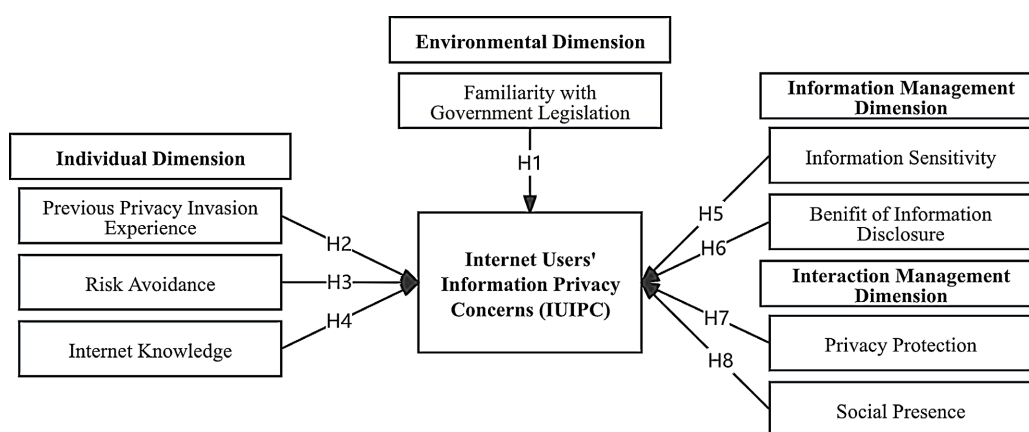 Environmental Dimension
Familiarity with
Government Legislation
H1
Individual Dimension
Previous Privacy Invasion
Experience
Risk Avoidance
Internet Knowledge
H2
H3
H4
Internet Users'
Information Privacy
Concerns (IUIPC)
Information Management
Dimension
Information Sensitivity
Benifit of Information
Disclosure
H5
H6
Interaction Management
Dimension
Privacy Protection
Social Presence
H7
H8